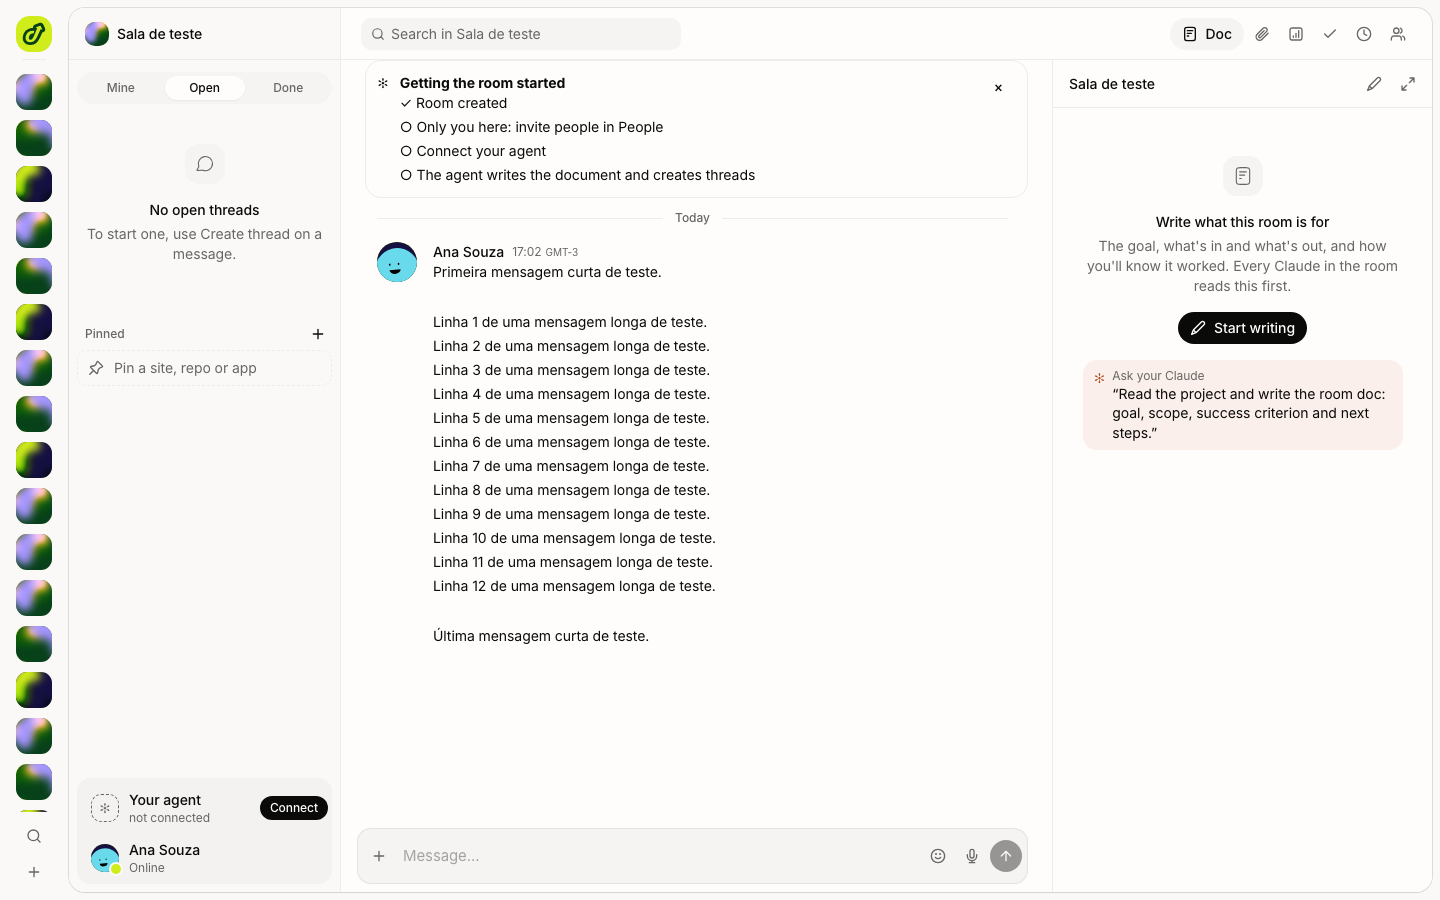 Sala de teste
Search in Sala de teste
Doc
Mine
Open
Done
No open threads
To start one, use Create thread on a
message.
Pinned
Pin a site, repo or app
Your agent
not connected
Connect
Ana Souza
Online
Getting the room started
✓ Room created
Only you here: invite people in People
Connect your agent
The agent writes the document and creates threads
Today
Ana Souza 17:02 GMT-3
Primeira mensagem curta de teste.
Linha 1 de uma mensagem longa de teste.
Linha 2 de uma mensagem longa de teste.
Linha 3 de uma mensagem longa de teste.
Linha 4 de uma mensagem longa de teste.
Linha 5 de uma mensagem longa de teste.
Linha 6 de uma mensagem longa de teste.
Linha 7 de uma mensagem longa de teste.
Linha 8 de uma mensagem longa de teste.
Linha 9 de uma mensagem longa de teste.
Linha 10 de uma mensagem longa de teste.
Linha 11 de uma mensagem longa de teste.
Linha 12 de uma mensagem longa de teste.
Última mensagem curta de teste.
Message...
Sala de teste
Write what this room is for
The goal, what's in and what's out, and how
you'll know it worked. Every Claude in the room
reads this first.
Start writing
Ask your Claude
“Read the project and write the room doc:
goal, scope, success criterion and next
steps.”